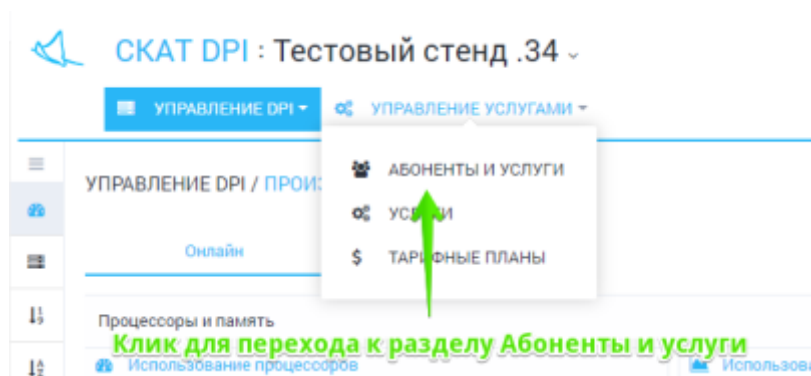 СКАТ DPI : Тестовый стенд .34
УПРАВЛЕНИЕ DPI УПРАВЛЕНИЕ УСЛУГАМИ
АБОНЕНТЫ И УСЛУГИ
УПРАВЛЕНИЕ DPI /
УСЛУГИ
Онлайн
$ ТАРИФНЫЕ ПЛАНЫ
Процессоры и память
Клик для перехода к разделу Абоненты и услуги
Использование процессоров